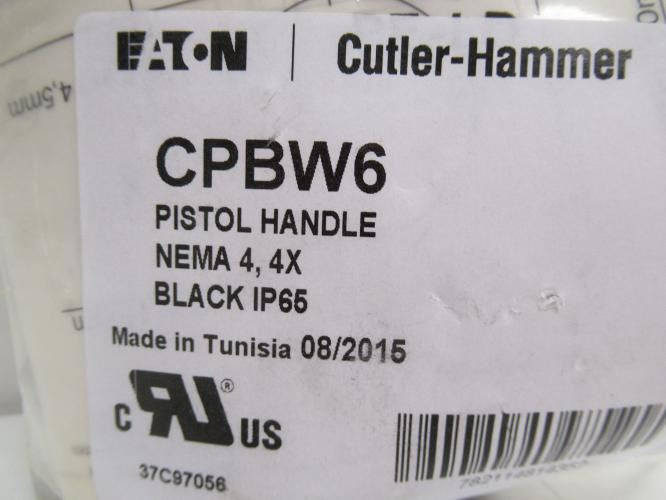 EATON | Cutler-Hammer
4,5mm
CPBW6
PISTOL HANDLE
NEMA 4, 4X
BLACK IP65
Made in Tunisia 08/2015
C RU ® US
37C97056